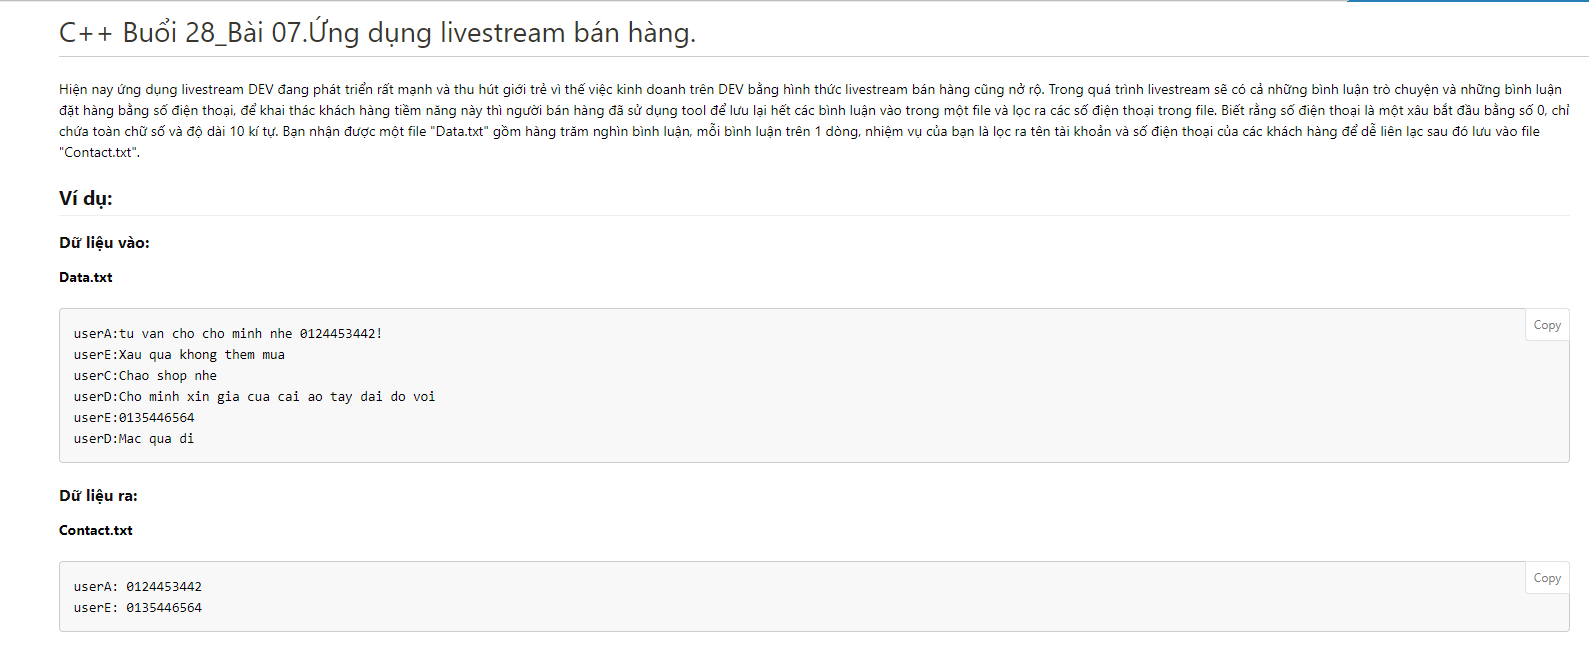 C++ Buổi 28_Bài 07.Ứng dụng livestream bán hàng.
Hiện nay ứng dụng livestream DEV đang phát triển rất mạnh và thu hút giới trẻ vì thế việc kinh doanh trên DEV bằng hình thức livestream bán hàng cũng nở rộ. Trong quá trình livestream sẽ có cả những bình luận trò chuyện và những bình luận
đặt hàng bằng số điện thoại, để khai thác khách hàng tiềm năng này thì người bán hàng đã sử dụng tool để lưu lại hết các bình luận vào trong một file và lọc ra các số điện thoại trong file. Biết rằng số điện thoại là một xâu bắt đầu bằng số 0, chỉ
chứa toàn chữ số và độ dài 10 kí tự. Bạn nhận được một file "Data.txt" gồm hàng trăm nghìn bình luận, mỗi bình luận trên 1 dòng, nhiệm vụ của bạn là lọc ra tên tài khoản và số điện thoại của các khách hàng để dễ liên lạc sau đó lưu vào file
"Contact.txt".
Ví dụ:
Dữ liệu vào:
Data.txt
Copy
userA:tu van cho cho minh nhe 0124453442!
userE:Xau qua khong them mua
userC:Chao shop nhe
userD:Cho minh xin gia cua cai ao tay dai do voi
userE:0135446564
userD:Mac qua di
Dữ liệu ra:
Contact.txt
Copy
userA: 0124453442
userE: 0135446564